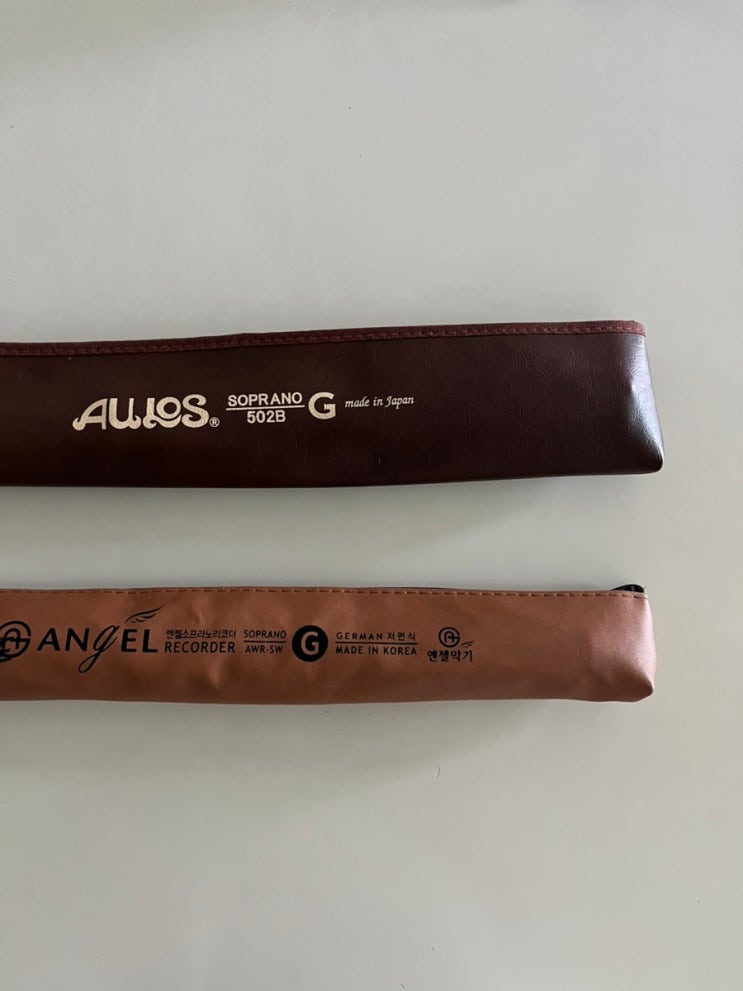 AULOS® SOPRANO 502B G made in Japan
ANgEL 엔젤소프라노리코더 RECORDER SOPRANO AWR-SW G GERMAN 저먼식 MADE IN KOREA 엔젤악기